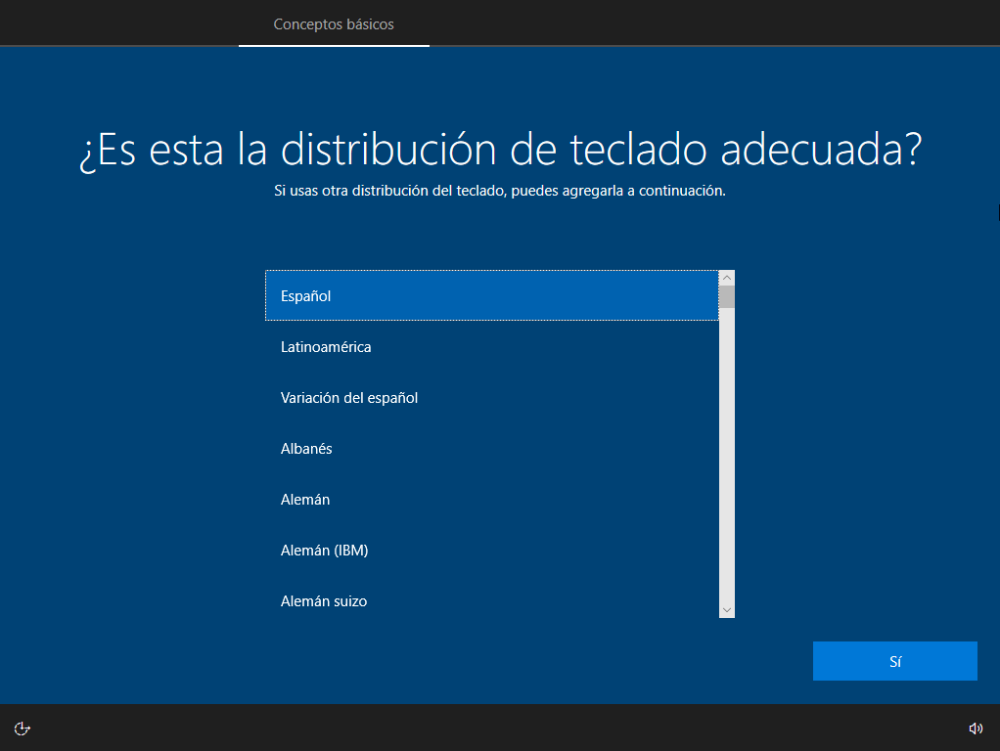 Conceptos básicos
¿Es esta la distribución de teclado adecuada?
Si usas otra distribución del teclado, puedes agregarla a continuación.
Español
Latinoamérica
Variación del español
Albanés
Alemán
Alemán (IBM)
Alemán suizo
Sí